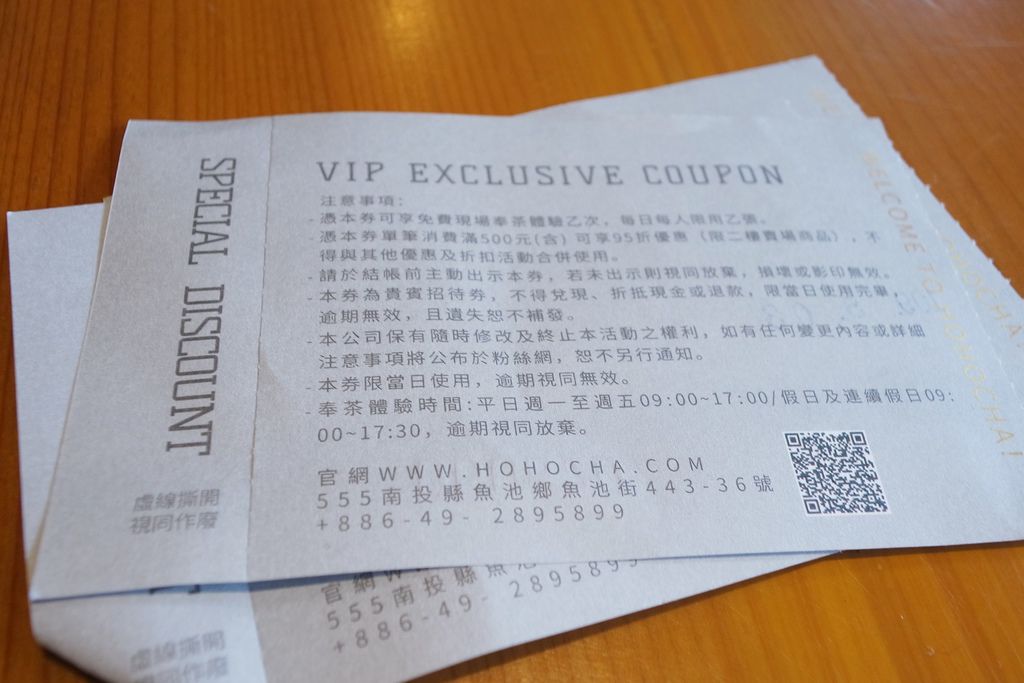 VIP EXCLUSIVE COUPON
注意事項:
-憑本券可享免費現場奉茶體驗乙次，每日每人限用乙張。
-憑本券單筆消費滿500元(含)可享95折優惠（限二樓賣場商品），不
得與其他優惠及折扣活動合併使用。
-請於結帳前主動出示本券，若未出示則視同放棄，損壞或影印無效。
-本券為貴賓招待券，不得兌現、折抵現金或退款，限當日使用完畢，
逾期無效，且遺失恕不補發。
-本公司保有隨時修改及終止本活動之權利，如有任何變更內容或詳細
注意事項將公布於粉絲網，恕不另行通知。
-本券限當日使用，逾期視同無效。
-奉茶體驗時間:平日週一至週五09:00~17:00/假日及連續假日09:
00~17:30，逾期視同放棄。
官網WWW.HOHOCHA.COM
555南投縣魚池鄉魚池街443-36號
+886-49- 2895899
SPECIAL DISCOUNT
虛線撕開
視同作廢
WELCOME TO HOHOCHA!
官網W
555南投縣魚池
+886-49- 2895899
虛線撕開
視同作廢